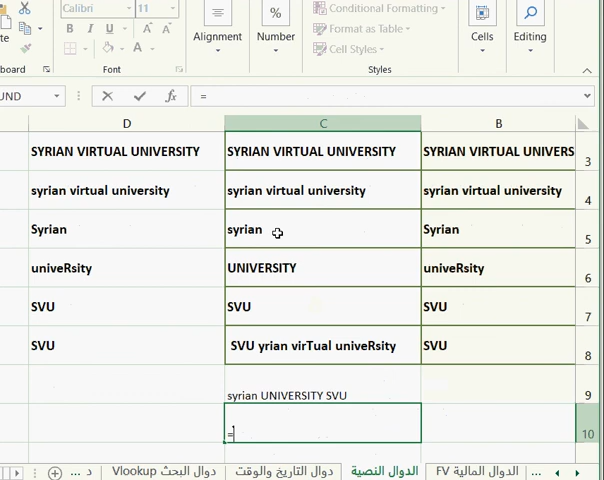 Calibri 11
B I U
Alignment
Number
Conditional Formatting
Format as Table
Cell Styles
Cells
Editing
Font
Styles
fx =
D C B
SYRIAN VIRTUAL UNIVERSITY SYRIAN VIRTUAL UNIVERSITY SYRIAN VIRTUAL UNIVERS 3
syrian virtual university syrian virtual university syrian virtual university 4
Syrian syrian Syrian 5
univeRsity UNIVERSITY univeRsity 6
SVU SVU SVU 7
SVU SVU yrian virTual univeRsity SVU 8
syrian UNIVERSITY SVU 9
= 10
... د دوال البحث Vlookup دوال التاريخ والوقت الدوال النصية الدوال المالية FV ...